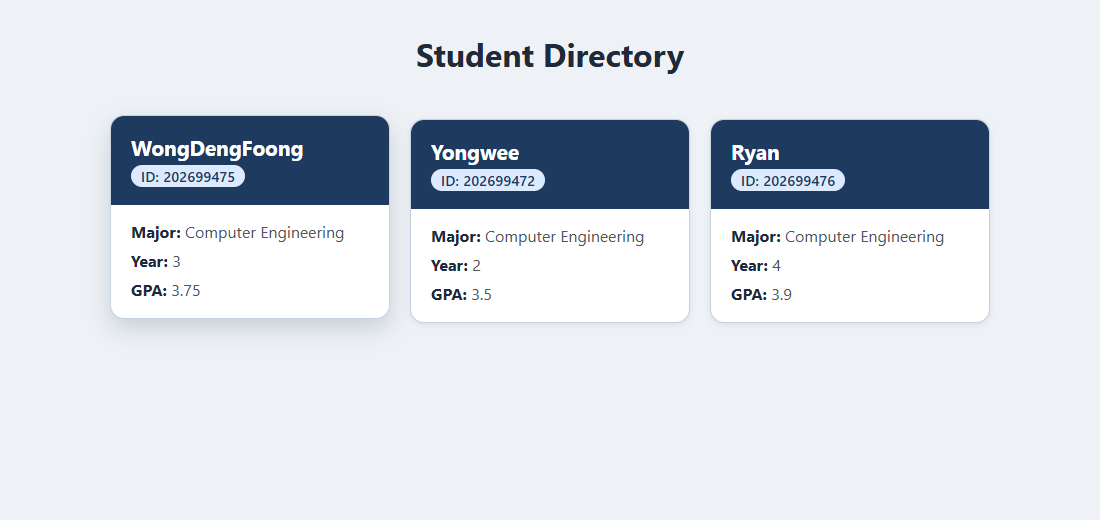 Student Directory
WongDengFoong
ID: 202699475
Major: Computer Engineering
Year: 3
GPA: 3.75
Yongwee
ID: 202699472
Major: Computer Engineering
Year: 2
GPA: 3.5
Ryan
ID: 202699476
Major: Computer Engineering
Year: 4
GPA: 3.9